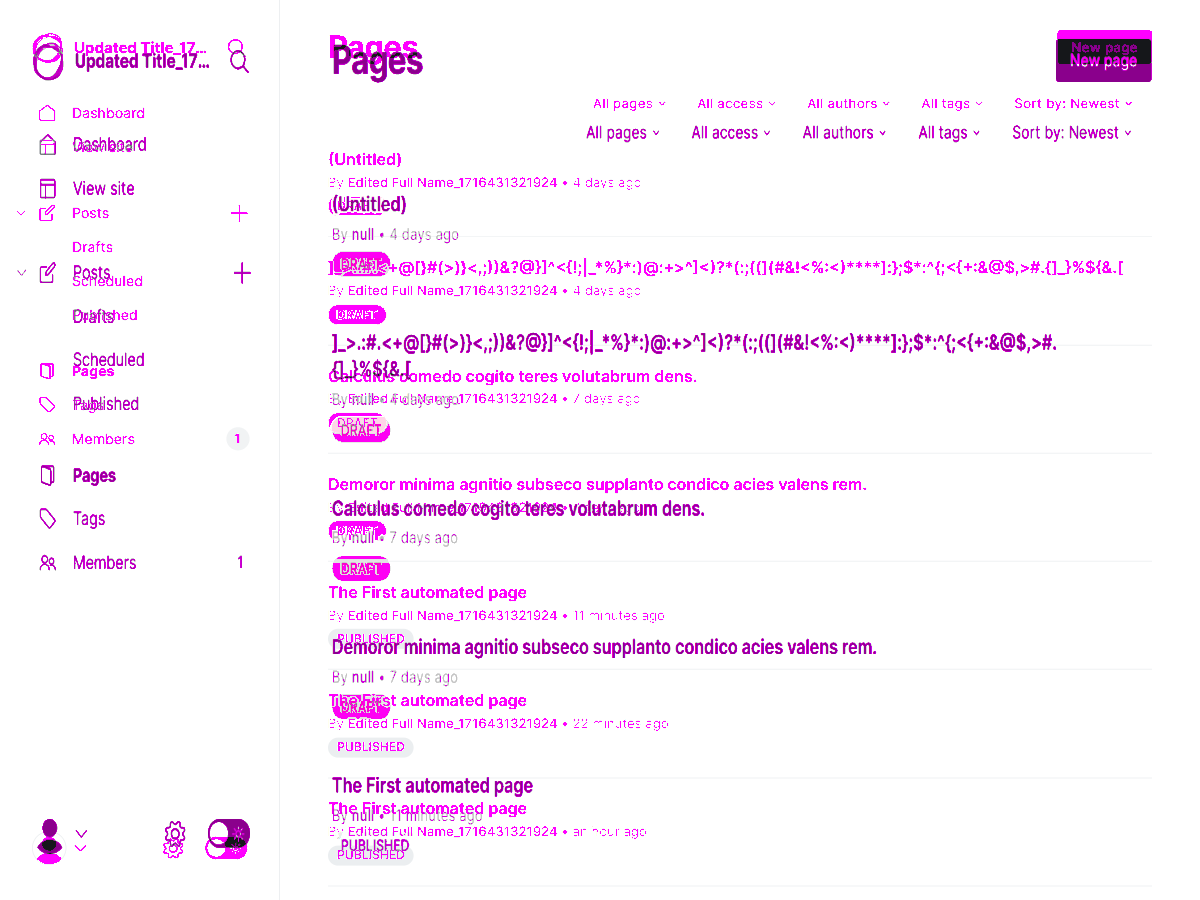 Updated Title_17...
Updated Title_17...
Dashboard
Dashboard
View site
View site
Posts
Drafts
Posts
Scheduled
Drafts
Published
Scheduled
Pages
Published
Tags
Members 1
Pages
Tags
Members 1
Pages
Pages
New page
New page
All pages All access All authors All tags Sort by: Newest
All pages All access All authors All tags Sort by: Newest
(Untitled)
By Edited Full Name_1716431321924 • 4 days ago
DRAFT
(Untitled)
By null • 4 days ago
DRAFT
By Edited Full Name_1716431321924 • 4 days ago
DRAFT
]_>.:#.<+@[}#(>)}<,;))&?@}]^<{!;|_*%}*:)@:+>^]<)?*(:;((](#&!<%:<)****]:};$*:^{;<{+:&@$,>#.
{]_}%${&.[
Calculus comedo cogito teres volutabrum dens.
By Edited Full Name_1716431321924 • 7 days ago
By null • 4 days ago
DRAFT
DRAFT
Demoror minima agnitio subseco supplanto condico acies valens rem.
Calculus comedo cogito teres volutabrum dens.
DRAFT
By null • 7 days ago
DRAFT
The First automated page
By Edited Full Name_1716431321924 • 11 minutes ago
PUBLISHED
Demoror minima agnitio subseco supplanto condico acies valens rem.
By null • 7 days ago
The First automated page
DRAFT
By Edited Full Name_1716431321924 • 22 minutes ago
PUBLISHED
The First automated page
The First automated page
By null • 11 minutes ago
By Edited Full Name_1716431321924 • an hour ago
PUBLISHED
PUBLISHED